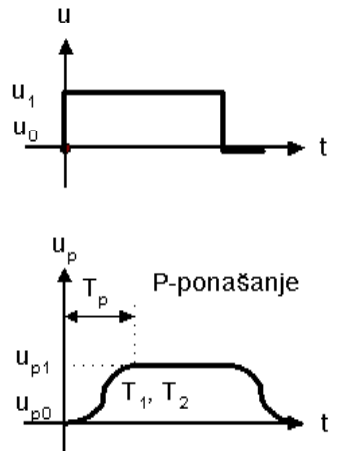 u
u₁
u₀
t
uₚ
Tₚ
P-ponašanje
uₚ₁
T₁, T₂
uₚ₀
t